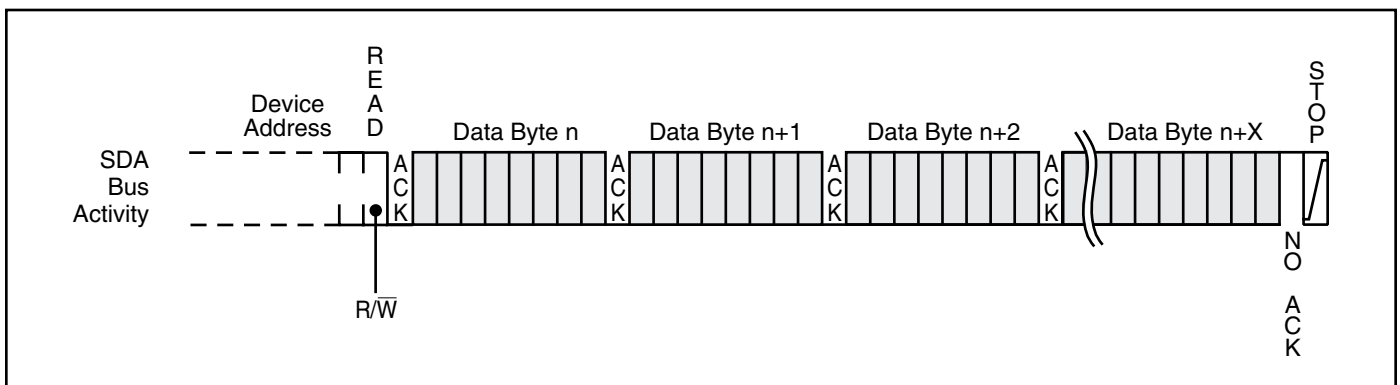 READ
STOP
Device
Address
Data Byte n
Data Byte n+1
Data Byte n+2
Data Byte n+X
SDA
Bus
Activity
ACK
ACK
ACK
ACK
R/W̅
NO ACK